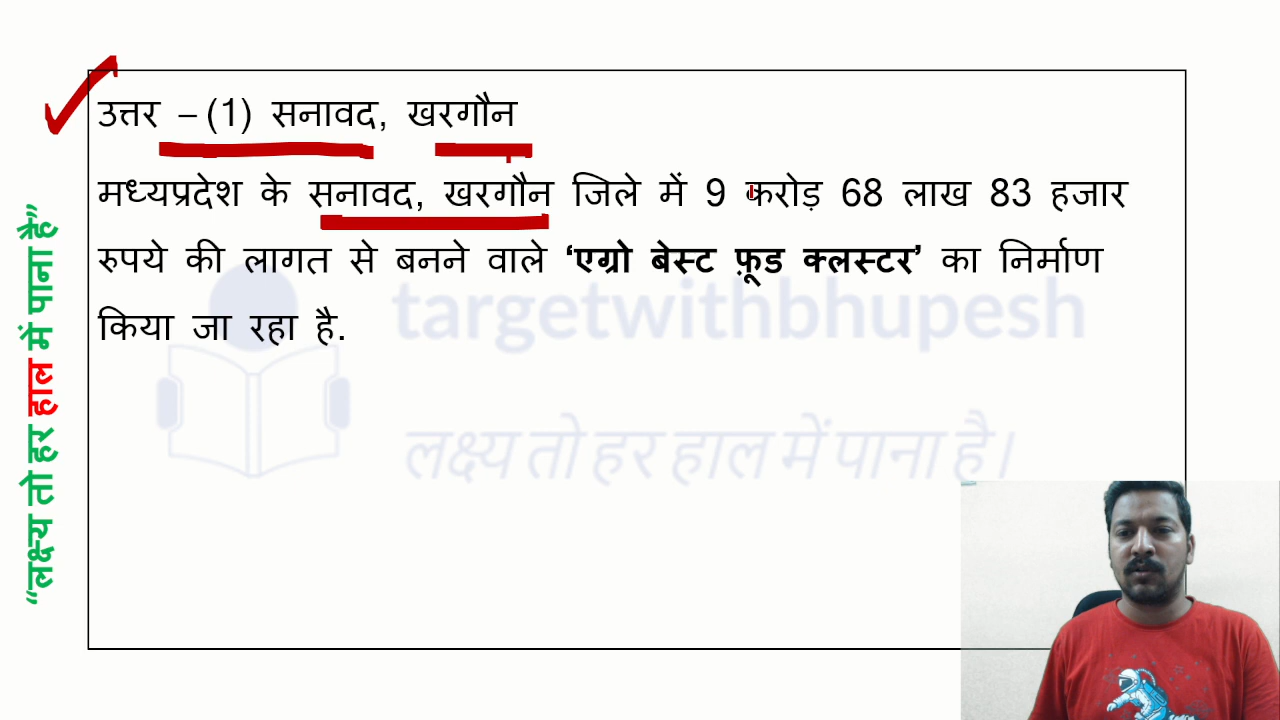 उत्तर – (1) सनावद, खरगौन
मध्यप्रदेश के सनावद, खरगौन जिले में 9 करोड़ 68 लाख 83 हजार
रुपये की लागत से बनने वाले ‘एग्रो बेस्ट फ़ूड क्लस्टर’ का निर्माण
किया जा रहा है.
targetwithbhupesh
लक्ष्य तो हर हाल में पाना है।
“लक्ष्य तो हर हाल में पाना है”